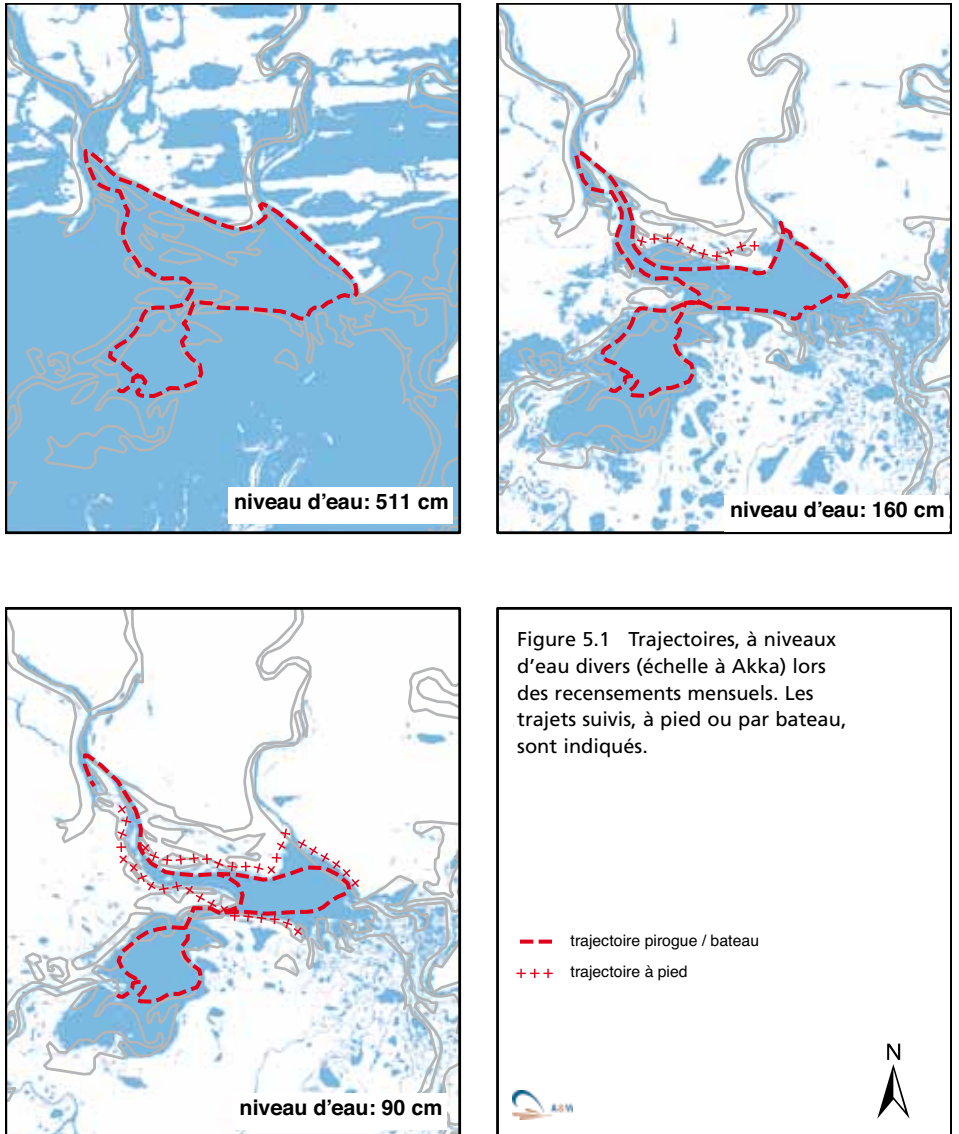 niveau d'eau: 511 cm
niveau d'eau: 160 cm
niveau d'eau: 90 cm
Figure 5.1 Trajectoires, à niveaux
d'eau divers (échelle à Akka) lors
des recensements mensuels. Les
trajets suivis, à pied ou par bateau,
sont indiqués.
trajectoire pirogue / bateau
+++ trajectoire à pied
N
A&W